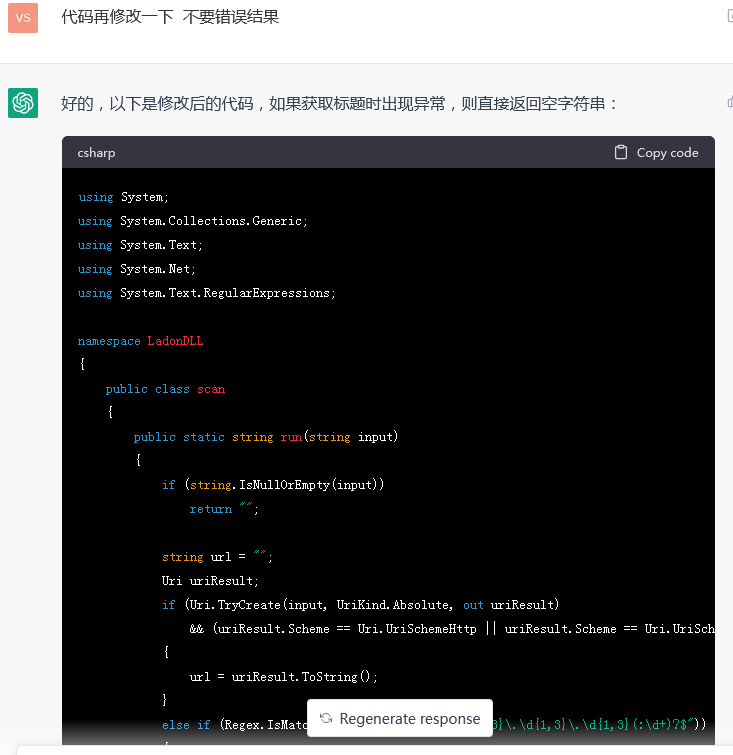 VS
代码再修改一下 不要错误结果
好的，以下是修改后的代码，如果获取标题时出现异常，则直接返回空字符串：
csharp
Copy code
using System;
using System.Collections.Generic;
using System.Text;
using System.Net;
using System.Text.RegularExpressions;
namespace LadonDLL
{
public class scan
{
public static string run(string input)
{
if (string.IsNullOrEmpty(input))
return "";
string url = "";
Uri uriResult;
if (Uri.TryCreate(input, UriKind.Absolute, out uriResult)
&& (uriResult.Scheme == Uri.UriSchemeHttp || uriResult.Scheme == Uri.UriSch
{
url = uriResult.ToString();
}
else if (Regex.IsMatc 3}\.\d{1,3}\.\d{1,3}(:\d+)?$"))
Regenerate response